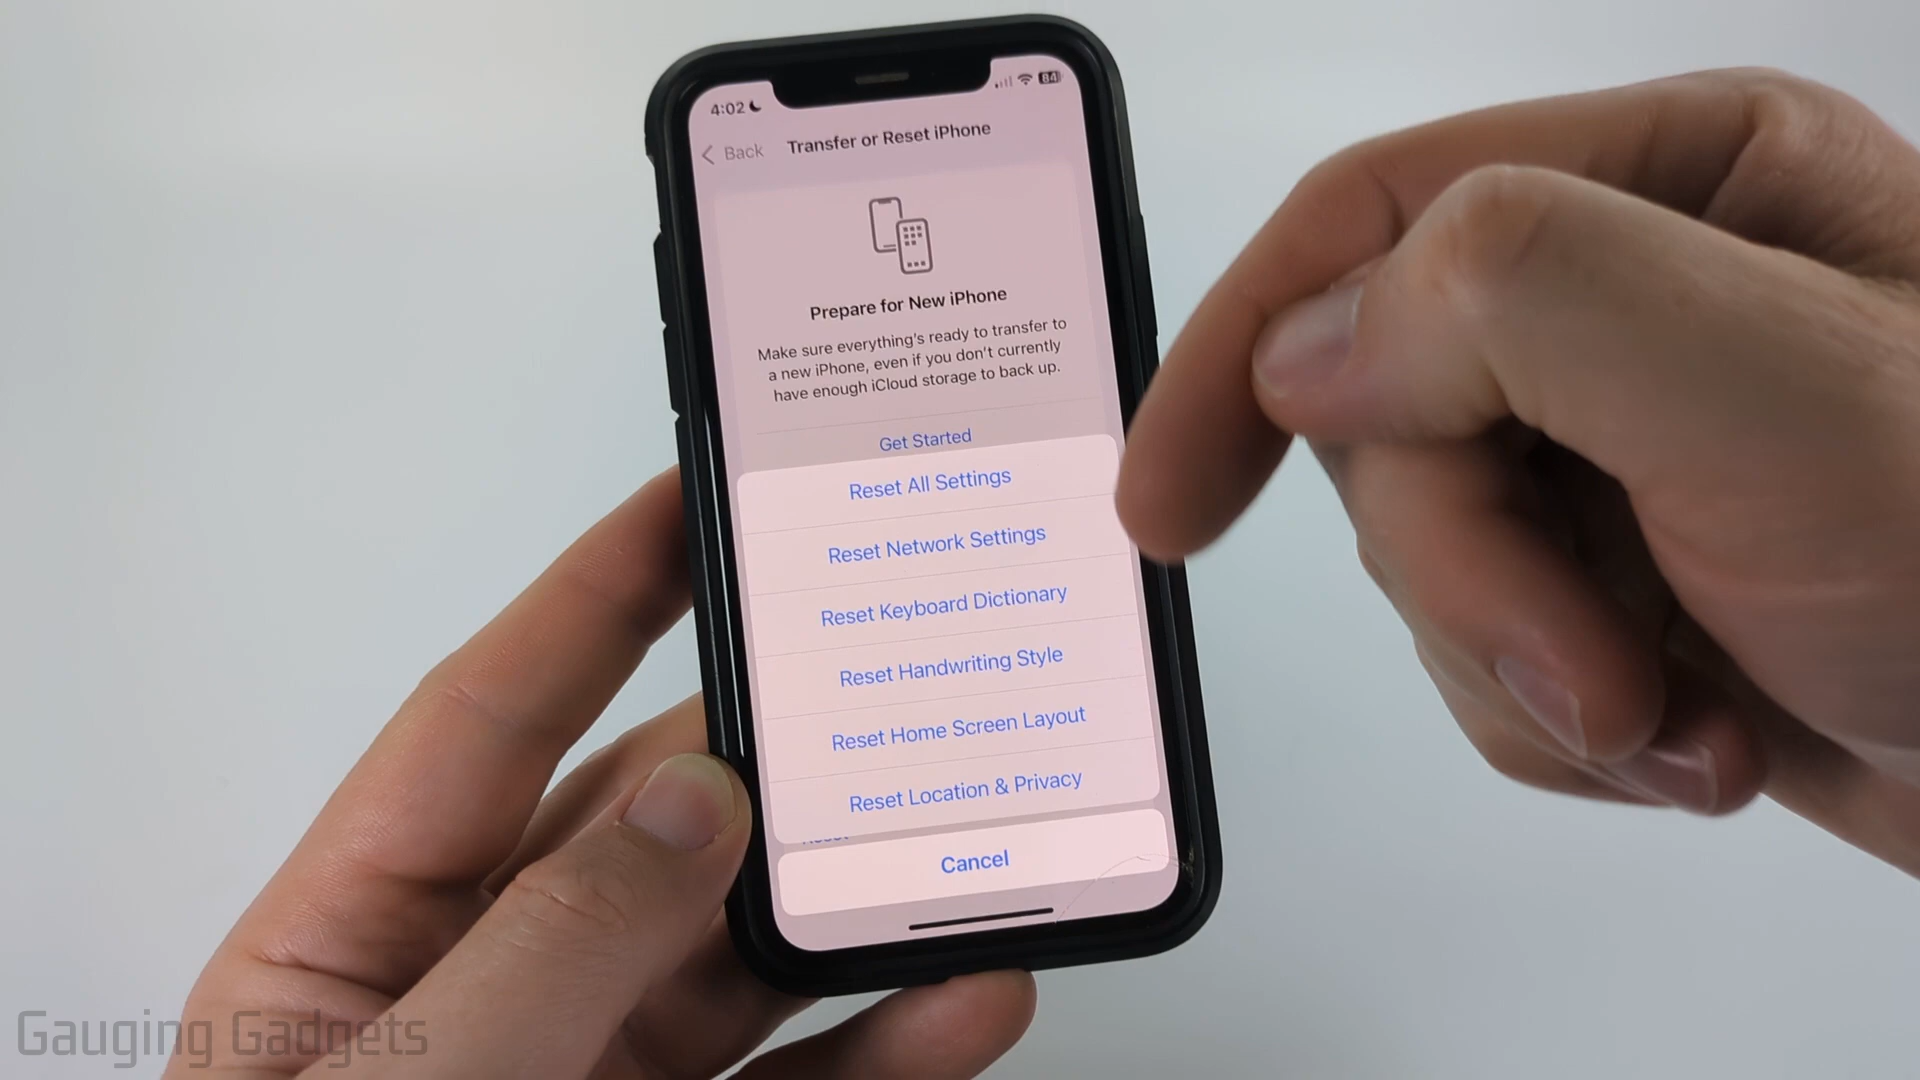 4:02
84
Back
Transfer or Reset iPhone
Prepare for New iPhone
Make sure everything's ready to transfer to
a new iPhone, even if you don't currently
have enough iCloud storage to back up.
Get Started
Reset All Settings
Reset Network Settings
Reset Keyboard Dictionary
Reset Handwriting Style
Reset Home Screen Layout
Reset Location & Privacy
Cancel
Gauging Gadgets